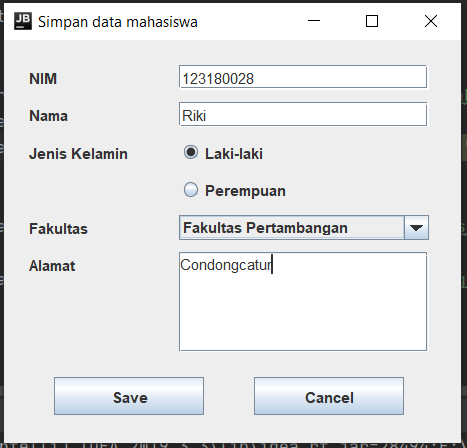 JB Simpan data mahasiswa
NIM 123180028
Nama Riki
Jenis Kelamin Laki-laki
Perempuan
Fakultas Fakultas Pertambangan
Alamat Condongcatur
Save Cancel